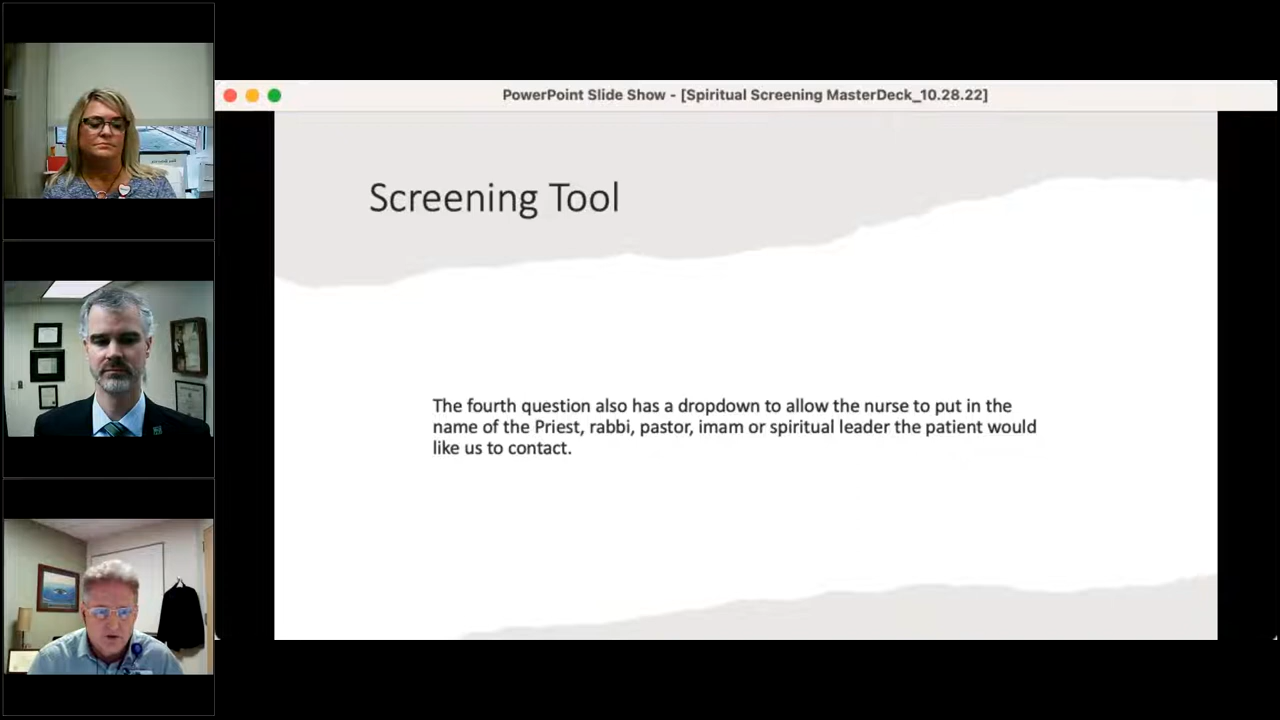 PowerPoint Slide Show - [Spiritual Screening MasterDeck_10.28.22]
Screening Tool
The fourth question also has a dropdown to allow the nurse to put in the
name of the Priest, rabbi, pastor, imam or spiritual leader the patient would
like us to contact.